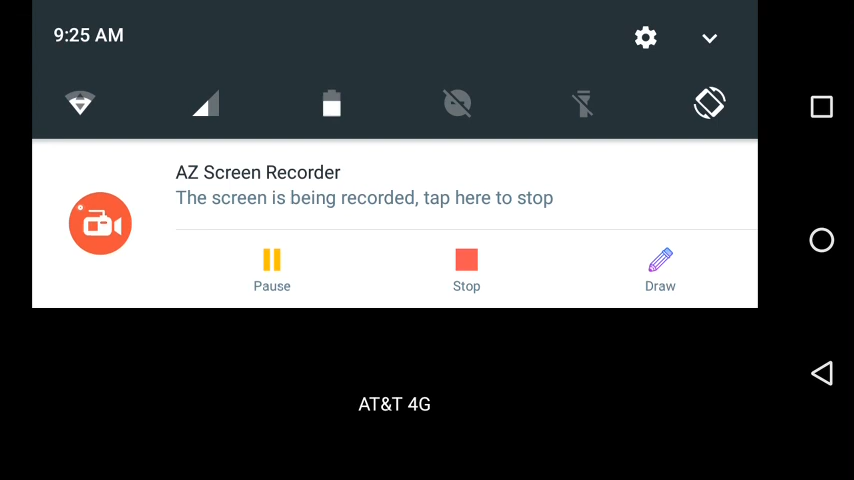 9:25 AM
AZ Screen Recorder
The screen is being recorded, tap here to stop
Pause
Stop
Draw
AT&T 4G